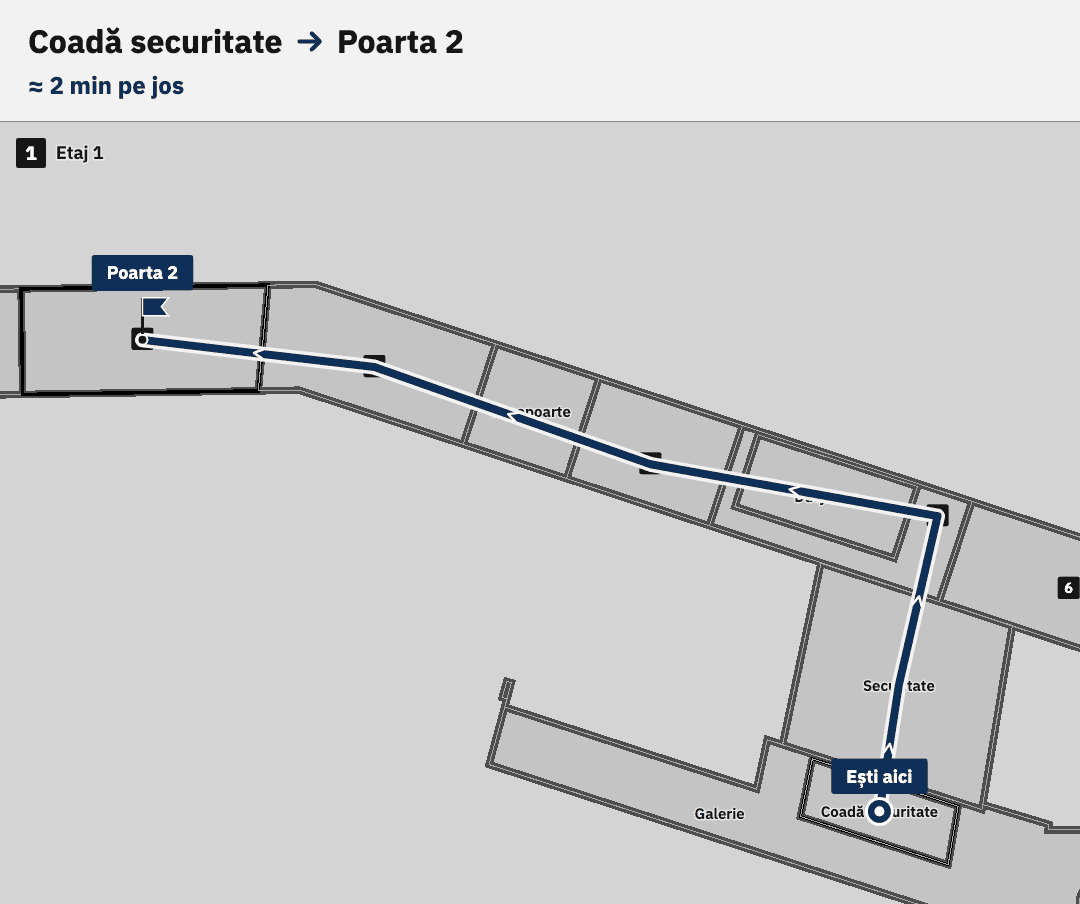 Coadă securitate → Poarta 2
≈ 2 min pe jos
1 Etaj 1
Poarta 2
6
Ești aici
Galerie